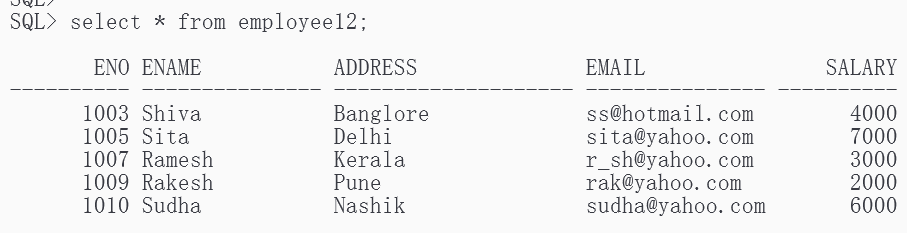 SQL>
SQL> select * from employee12;
       ENO ENAME           ADDRESS              EMAIL               SALARY
---------- --------------- -------------------- --------------- ----------
      1003 Shiva           Banglore             ss@hotmail.com        4000
      1005 Sita            Delhi                sita@yahoo.com        7000
      1007 Ramesh          Kerala               r_sh@yahoo.com        3000
      1009 Rakesh          Pune                 rak@yahoo.com         2000
      1010 Sudha           Nashik               sudha@yahoo.com       6000